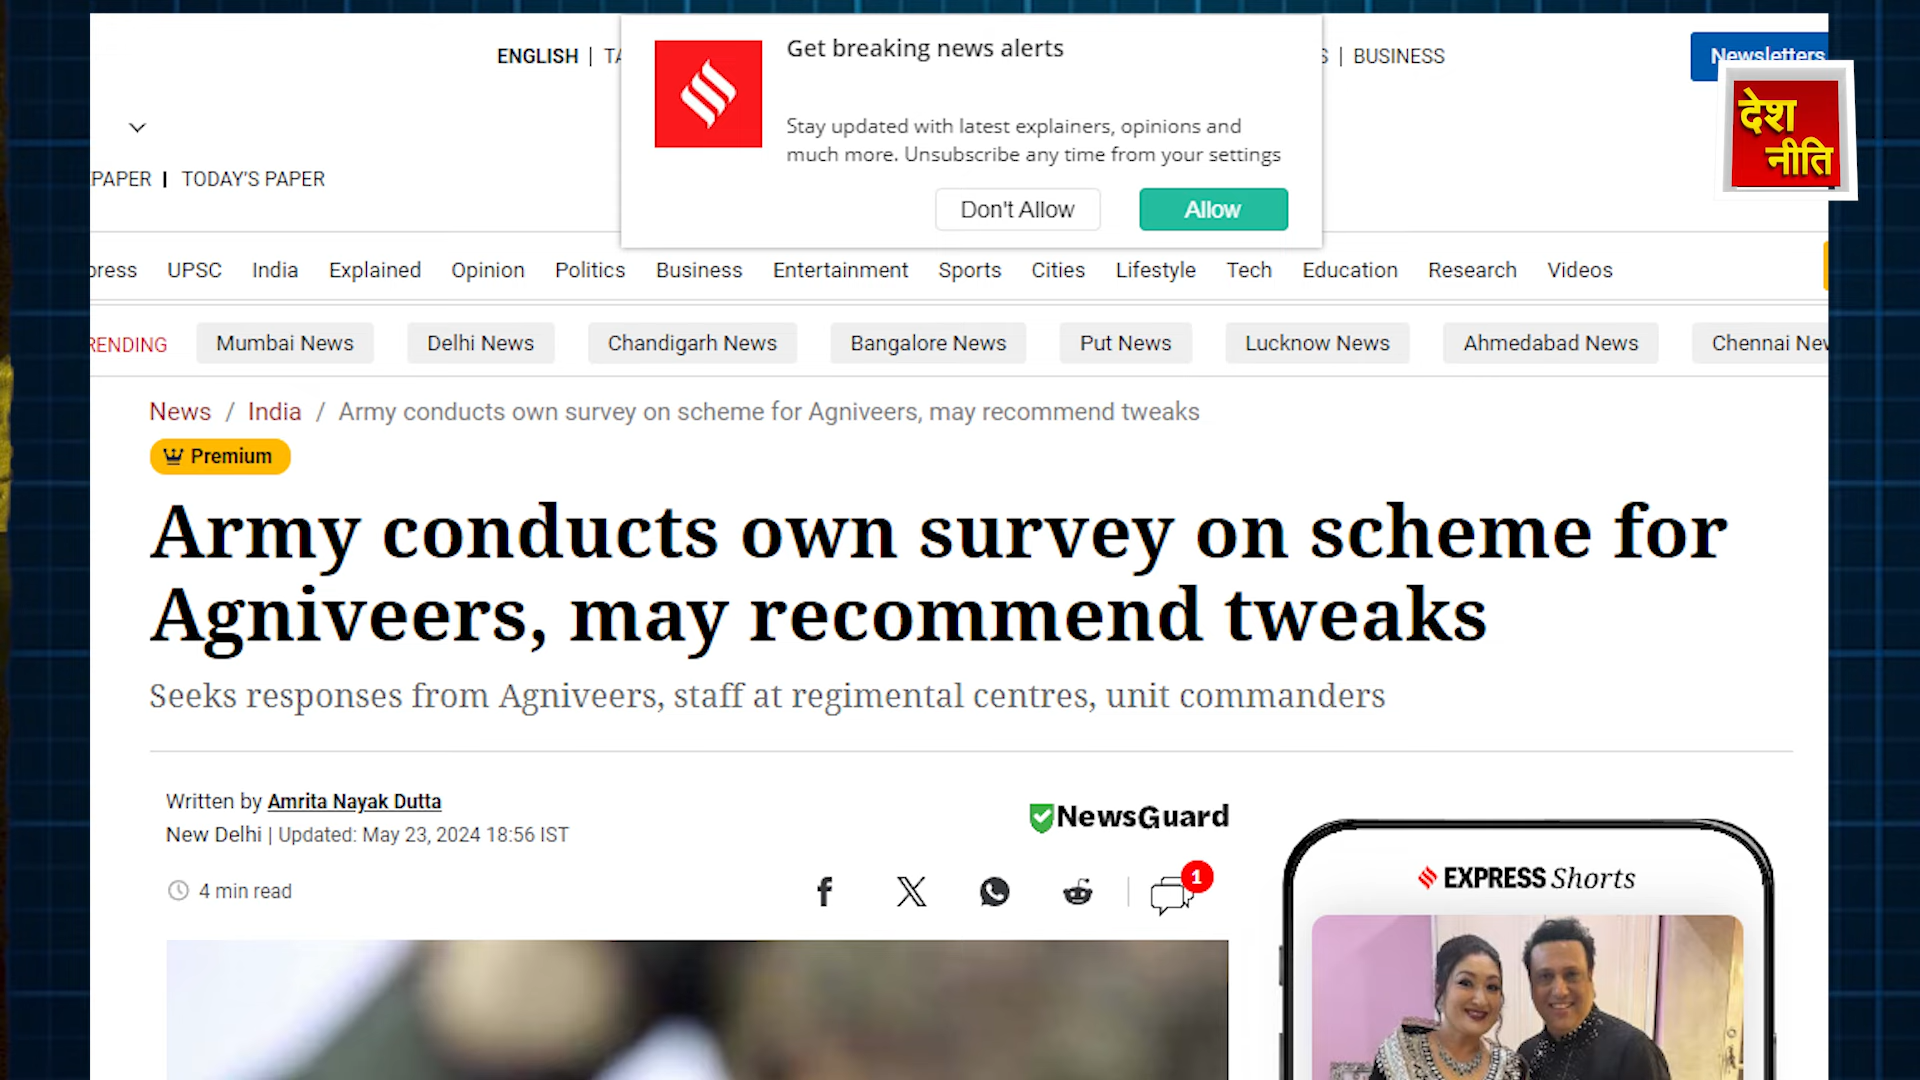 Get breaking news alerts
ENGLISH
BUSINESS
Newsletters
Stay updated with latest explainers, opinions and
much more. Unsubscribe any time from your settings
देश
नीति
TODAY'S PAPER
Don't Allow
Allow
UPSC India Explained Opinion Politics Business Entertainment Sports Cities Lifestyle Tech Education Research Videos
Mumbai News Delhi News Chandigarh News Bangalore News Put News Lucknow News Ahmedabad News Chennai
News / India / Army conducts own survey on scheme for Agniveers, may recommend tweaks
Premium
Army conducts own survey on scheme for
Agniveers, may recommend tweaks
Seeks responses from Agniveers, staff at regimental centres, unit commanders
Written by Amrita Nayak Dutta
New Delhi | Updated: May 23, 2024 18:56 IST
NewsGuard
4 min read
1
EXPRESS Shorts